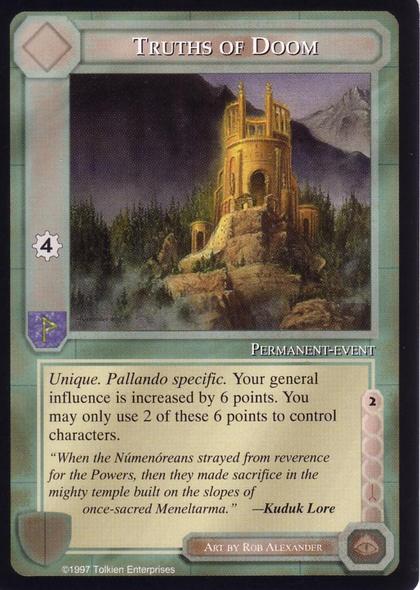 TRUTHS OF DOOM
4
PERMANENT-EVENT
Unique. Pallando specific. Your general
influence is increased by 6 points. You
may only use 2 of these 6 points to control
characters.
2
“When the Númenóreans strayed from reverence
for the Powers, then they made sacrifice in the
mighty temple built on the slopes of
once-sacred Meneltarma.” —Kuduk Lore
ART BY ROB ALEXANDER
©1997 Tolkien Enterprises